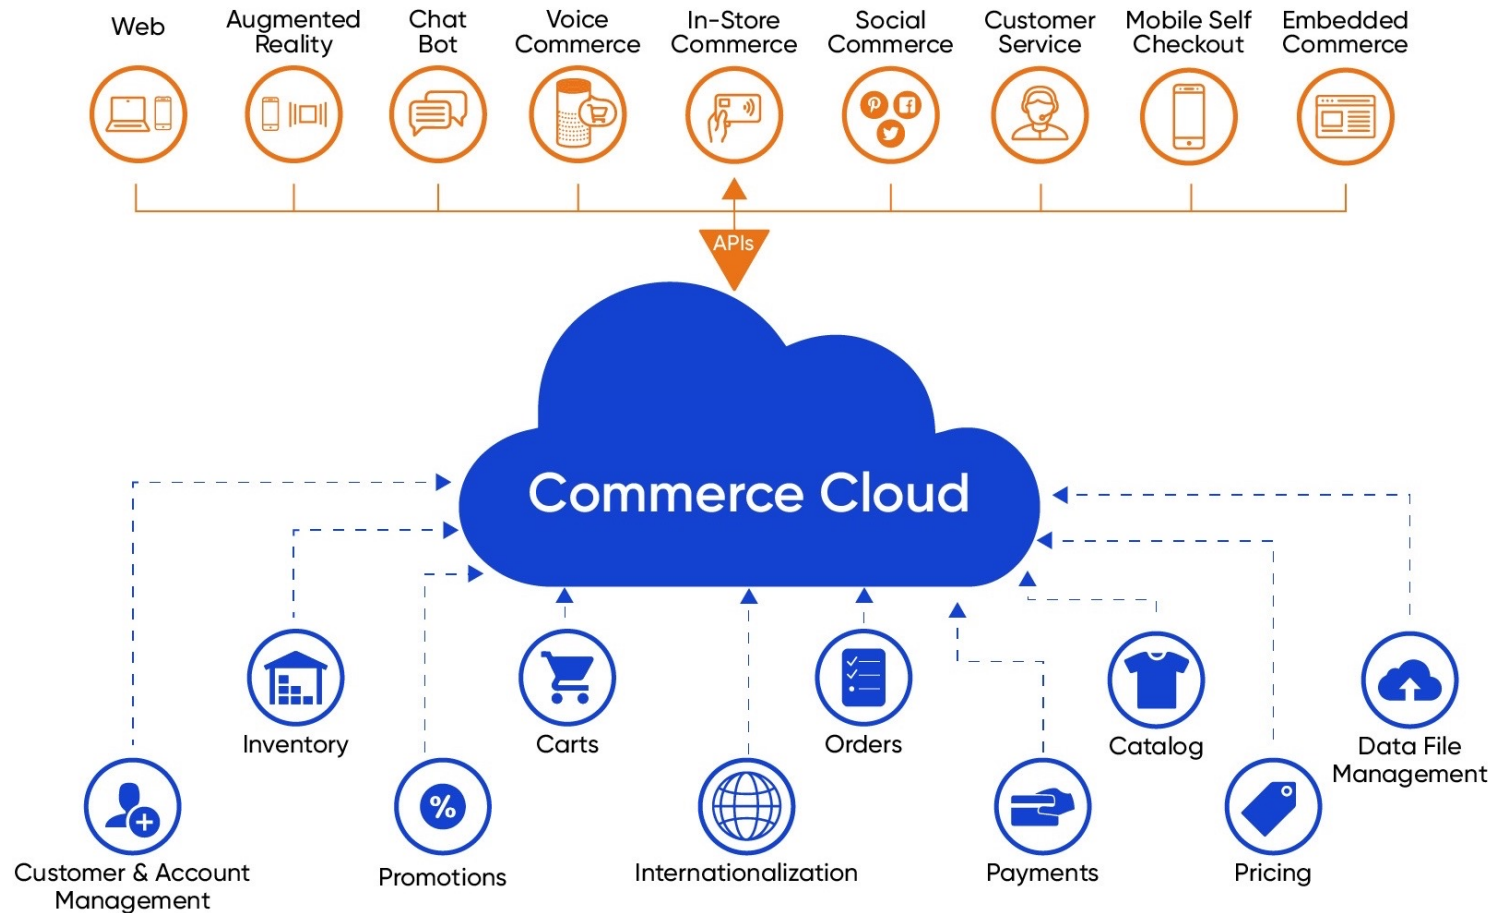 Web
Augmented
Reality
Chat
Bot
Voice
Commerce
In-Store
Commerce
Social
Commerce
Customer
Service
Mobile Self
Checkout
Embedded
Commerce
APIs
Commerce Cloud
Inventory
Carts
Orders
Catalog
Data File
Management
%
Customer & Account
Management
Promotions
Internationalization
Payments
Pricing